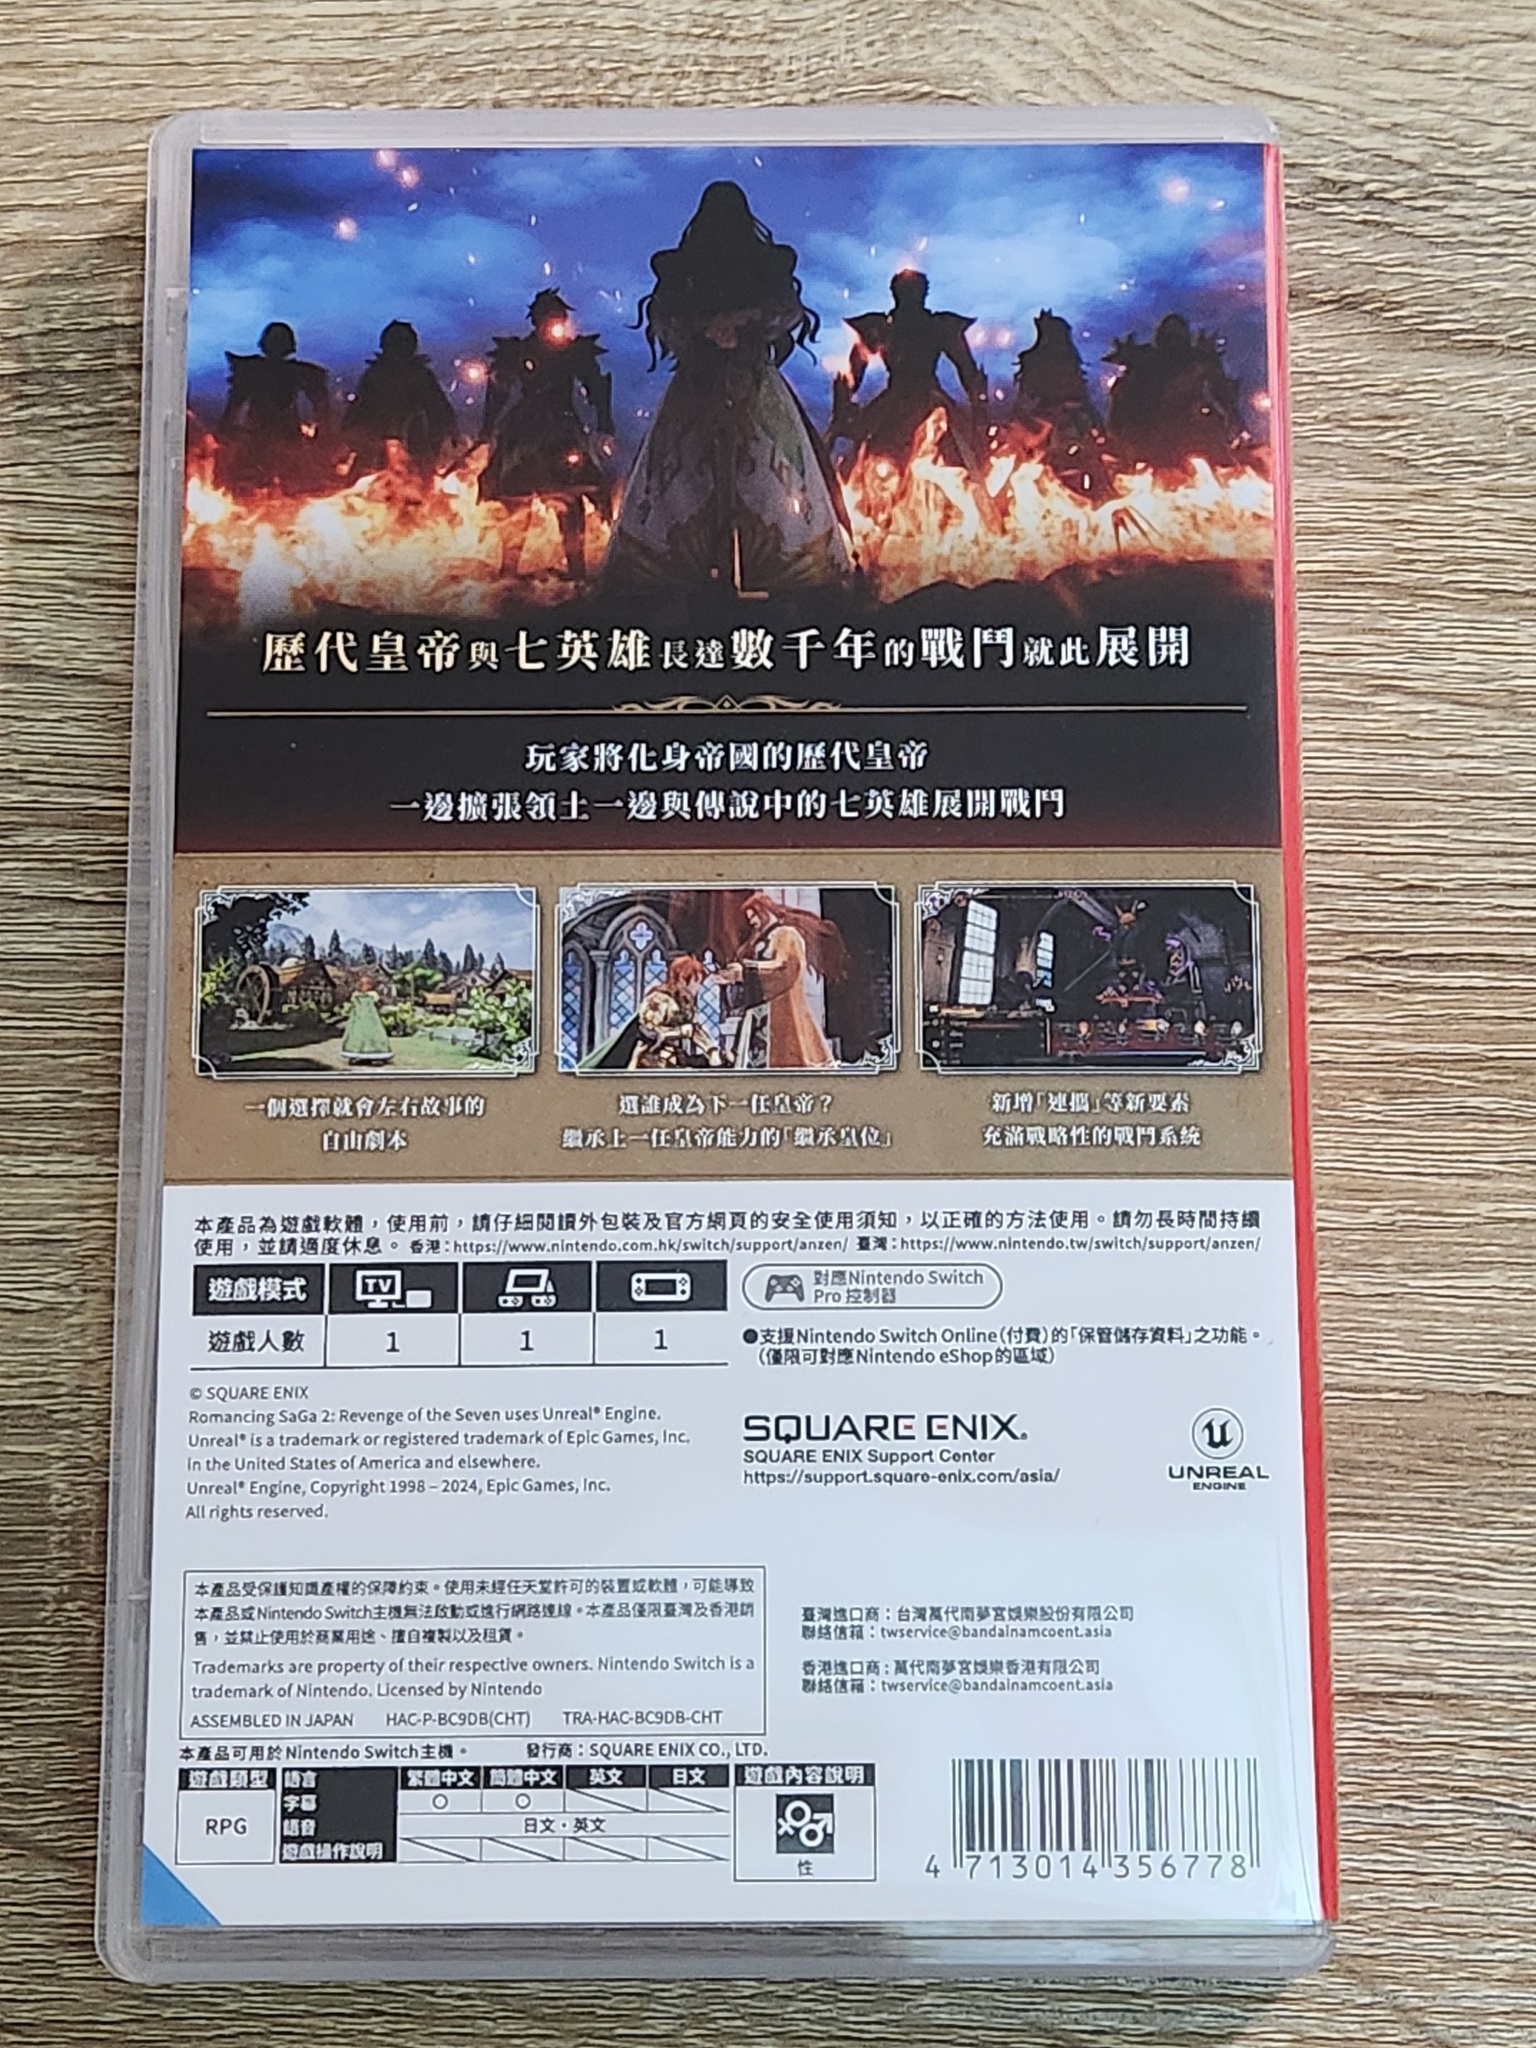 歷代皇帝與七英雄長達數千年的戰鬥就此展開
玩家將化身帝國的歷代皇帝
一邊擴張領土一邊與傳說中的七英雄展開戰鬥
一個選擇就會左右故事的
自由劇本
選誰成為下一任皇帝？
繼承上一任皇帝能力的「繼承皇位」
新增「連攜」等新要素
充滿戰略性的戰鬥系統
本產品為遊戲軟體，使用前，請仔細閱讀外包裝及官方網頁的安全使用須知，以正確的方法使用。請勿長時間持續
使用，並請適度休息。 香港：https://www.nintendo.com.hk/switch/support/anzen/ 臺灣：https://www.nintendo.tw/switch/support/anzen/
遊戲模式 TV
遊戲人數 1 1 1
對應Nintendo Switch
Pro 控制器
●支援Nintendo Switch Online（付費）的「保管儲存資料」之功能。
（僅限可對應Nintendo eShop的區域）
© SQUARE ENIX
Romancing SaGa 2: Revenge of the Seven uses Unreal® Engine.
Unreal® is a trademark or registered trademark of Epic Games, Inc.
in the United States of America and elsewhere.
Unreal® Engine, Copyright 1998 – 2024, Epic Games, Inc.
All rights reserved.
SQUARE ENIX.
SQUARE ENIX Support Center
https://support.square-enix.com/asia/
UNREAL
ENGINE
本產品受保護知識產權的保障約束。使用未經任天堂許可的裝置或軟體，可能導致
本產品或Nintendo Switch主機無法啟動或進行網路連線。本產品僅限臺灣及香港銷
售，並禁止使用於商業用途、擅自複製以及租賃。
Trademarks are property of their respective owners. Nintendo Switch is a
trademark of Nintendo. Licensed by Nintendo
ASSEMBLED IN JAPAN HAC-P-BC9DB(CHT) TRA-HAC-BC9DB-CHT
臺灣進口商：台灣萬代南夢宮娛樂股份有限公司
聯絡信箱：twservice@bandainamcoent.asia
香港進口商：萬代南夢宮娛樂香港有限公司
聯絡信箱：twservice@bandainamcoent.asia
本產品可用於Nintendo Switch主機。 發行商：SQUARE ENIX CO., LTD.
遊戲類型
RPG
語言 繁體中文 簡體中文 英文 日文
字幕 ○ ○
語音 日文・英文
遊戲操作說明
遊戲內容說明
性
4 713014 356778